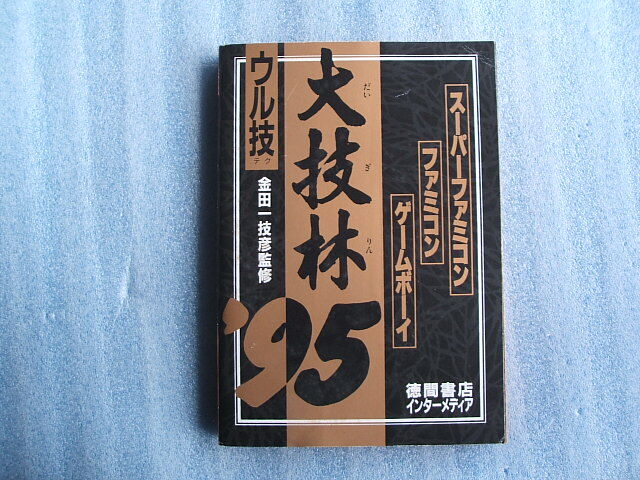 スーパーファミコン
ファミコン
ゲームボーイ
大技林
だい
ぎ
りん
'95
ウル技
テク
金田一技彦監修
徳間書店
インターメディア